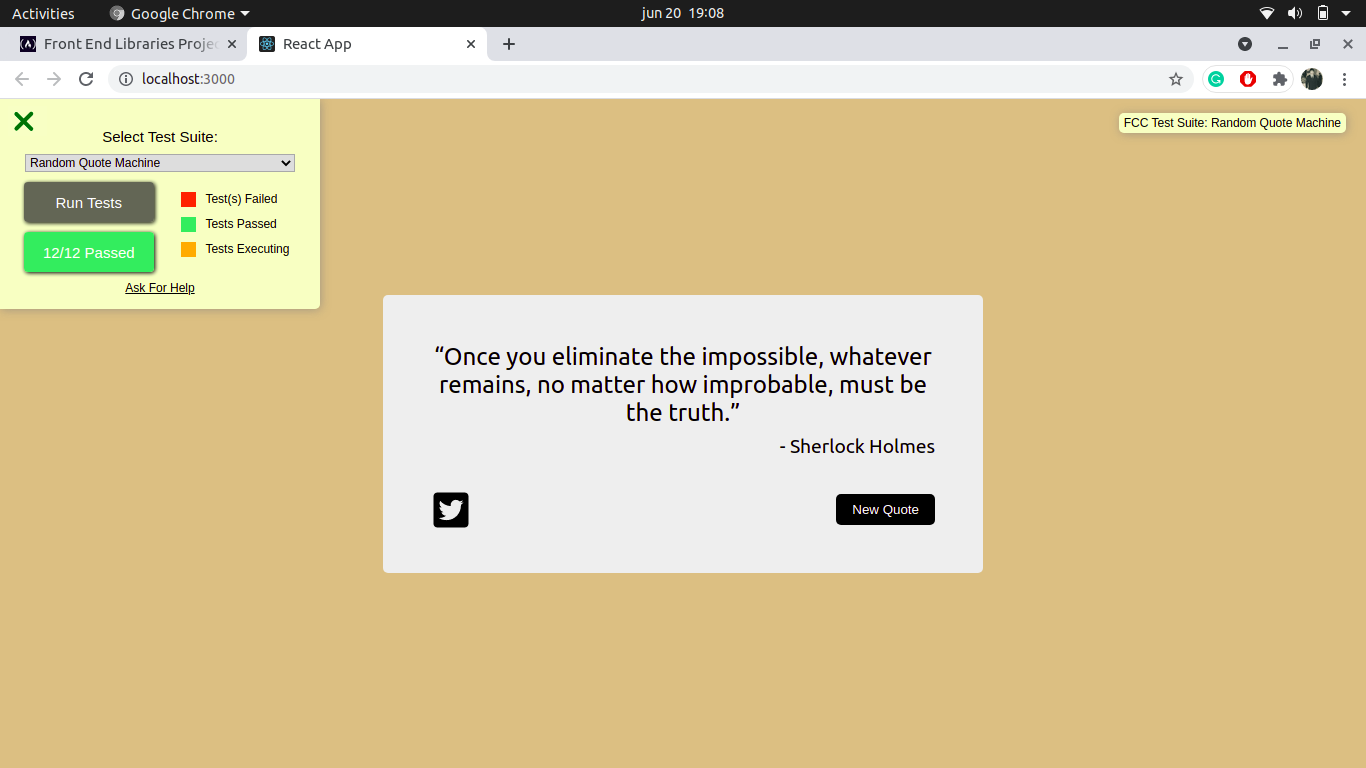 Activities
Google Chrome
jun 20 19:08
Front End Libraries Projec
React App
localhost:3000
Select Test Suite:
Random Quote Machine
Run Tests
12/12 Passed
Test(s) Failed
Tests Passed
Tests Executing
Ask For Help
FCC Test Suite: Random Quote Machine
“Once you eliminate the impossible, whatever
remains, no matter how improbable, must be
the truth.”
- Sherlock Holmes
New Quote